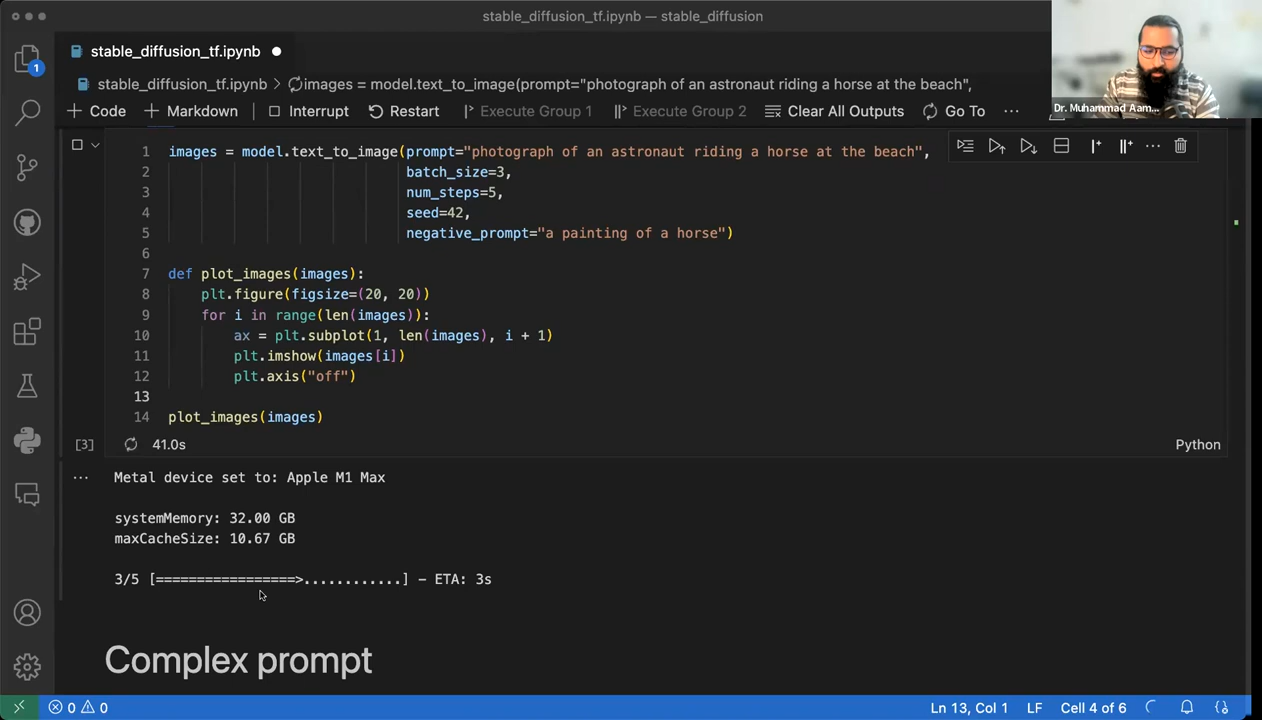 stable_diffusion_tf.ipynb — stable_diffusion
stable_diffusion_tf.ipynb
1
stable_diffusion_tf.ipynb > images = model.text_to_image(prompt="photograph of an astronaut riding a horse at the beach",
Dr. Muhammad Aam...
+ Code + Markdown Interrupt Restart Execute Group 1 Execute Group 2 Clear All Outputs Go To ...
1 images = model.text_to_image(prompt="photograph of an astronaut riding a horse at the beach",
2 batch_size=3,
3 num_steps=5,
4 seed=42,
5 negative_prompt="a painting of a horse")
6
7 def plot_images(images):
8 plt.figure(figsize=(20, 20))
9 for i in range(len(images)):
10 ax = plt.subplot(1, len(images), i + 1)
11 plt.imshow(images[i])
12 plt.axis("off")
13
14 plot_images(images)
[3] 41.0s Python
... Metal device set to: Apple M1 Max
systemMemory: 32.00 GB
maxCacheSize: 10.67 GB
3/5 [=================>............] - ETA: 3s
Complex prompt
0 0 Ln 13, Col 1 LF Cell 4 of 6